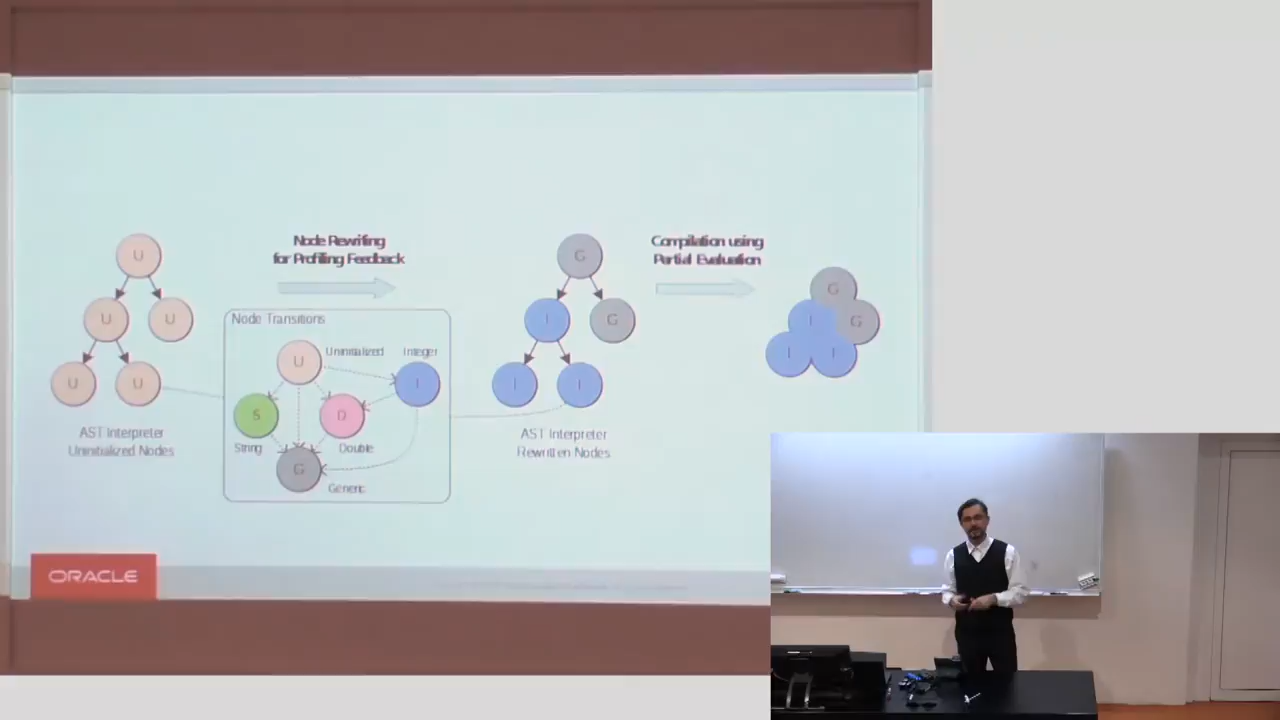 Node Rewriting
for Profiling Feedback
Compilation using
Partial Evaluation
U
U
U
U
U
AST Interpreter
Uninitialized Nodes
Node Transitions
U
Uninitialized
Integer
I
S
D
String
Double
G
Generic
G
I
G
I
I
AST Interpreter
Rewritten Nodes
G
I
G
I
I
ORACLE